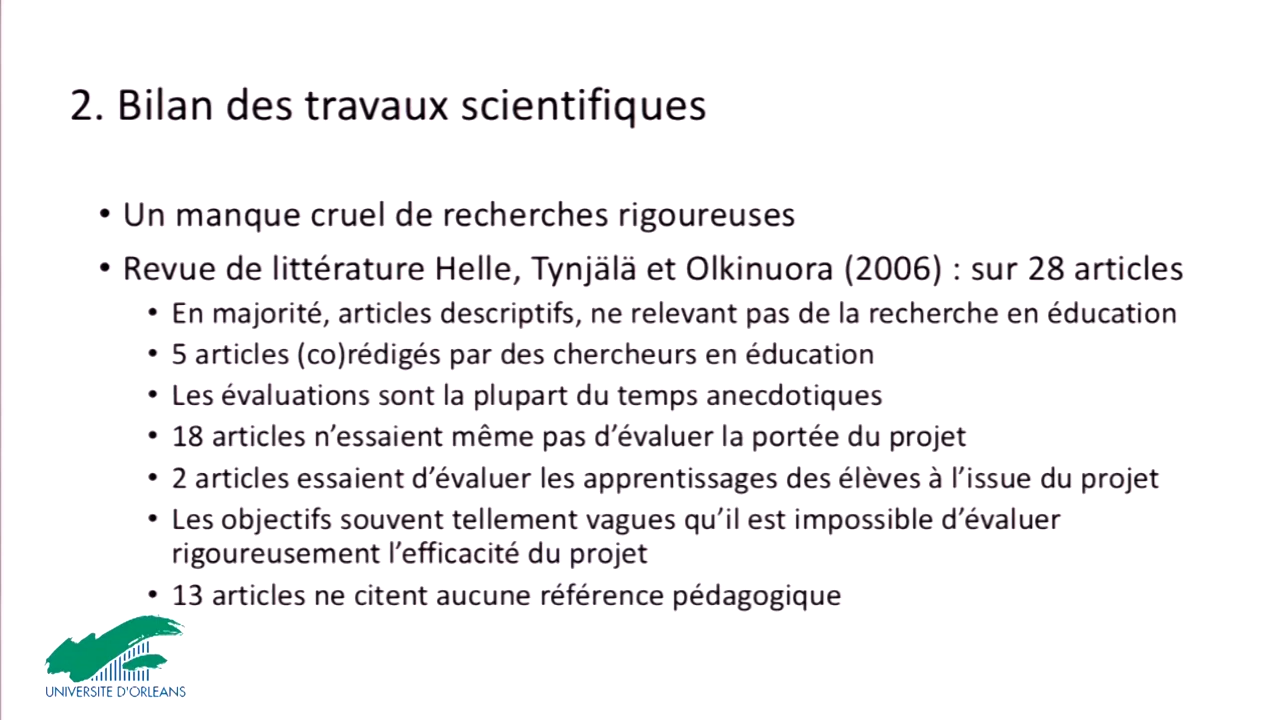 2. Bilan des travaux scientifiques
• Un manque cruel de recherches rigoureuses
• Revue de littérature Helle, Tynjälä et Olkinuora (2006) : sur 28 articles
• En majorité, articles descriptifs, ne relevant pas de la recherche en éducation
• 5 articles (co)rédigés par des chercheurs en éducation
• Les évaluations sont la plupart du temps anecdotiques
• 18 articles n’essaient même pas d’évaluer la portée du projet
• 2 articles essaient d’évaluer les apprentissages des élèves à l’issue du projet
• Les objectifs souvent tellement vagues qu’il est impossible d’évaluer
rigoureusement l’efficacité du projet
• 13 articles ne citent aucune référence pédagogique
UNIVERSITE D'ORLEANS